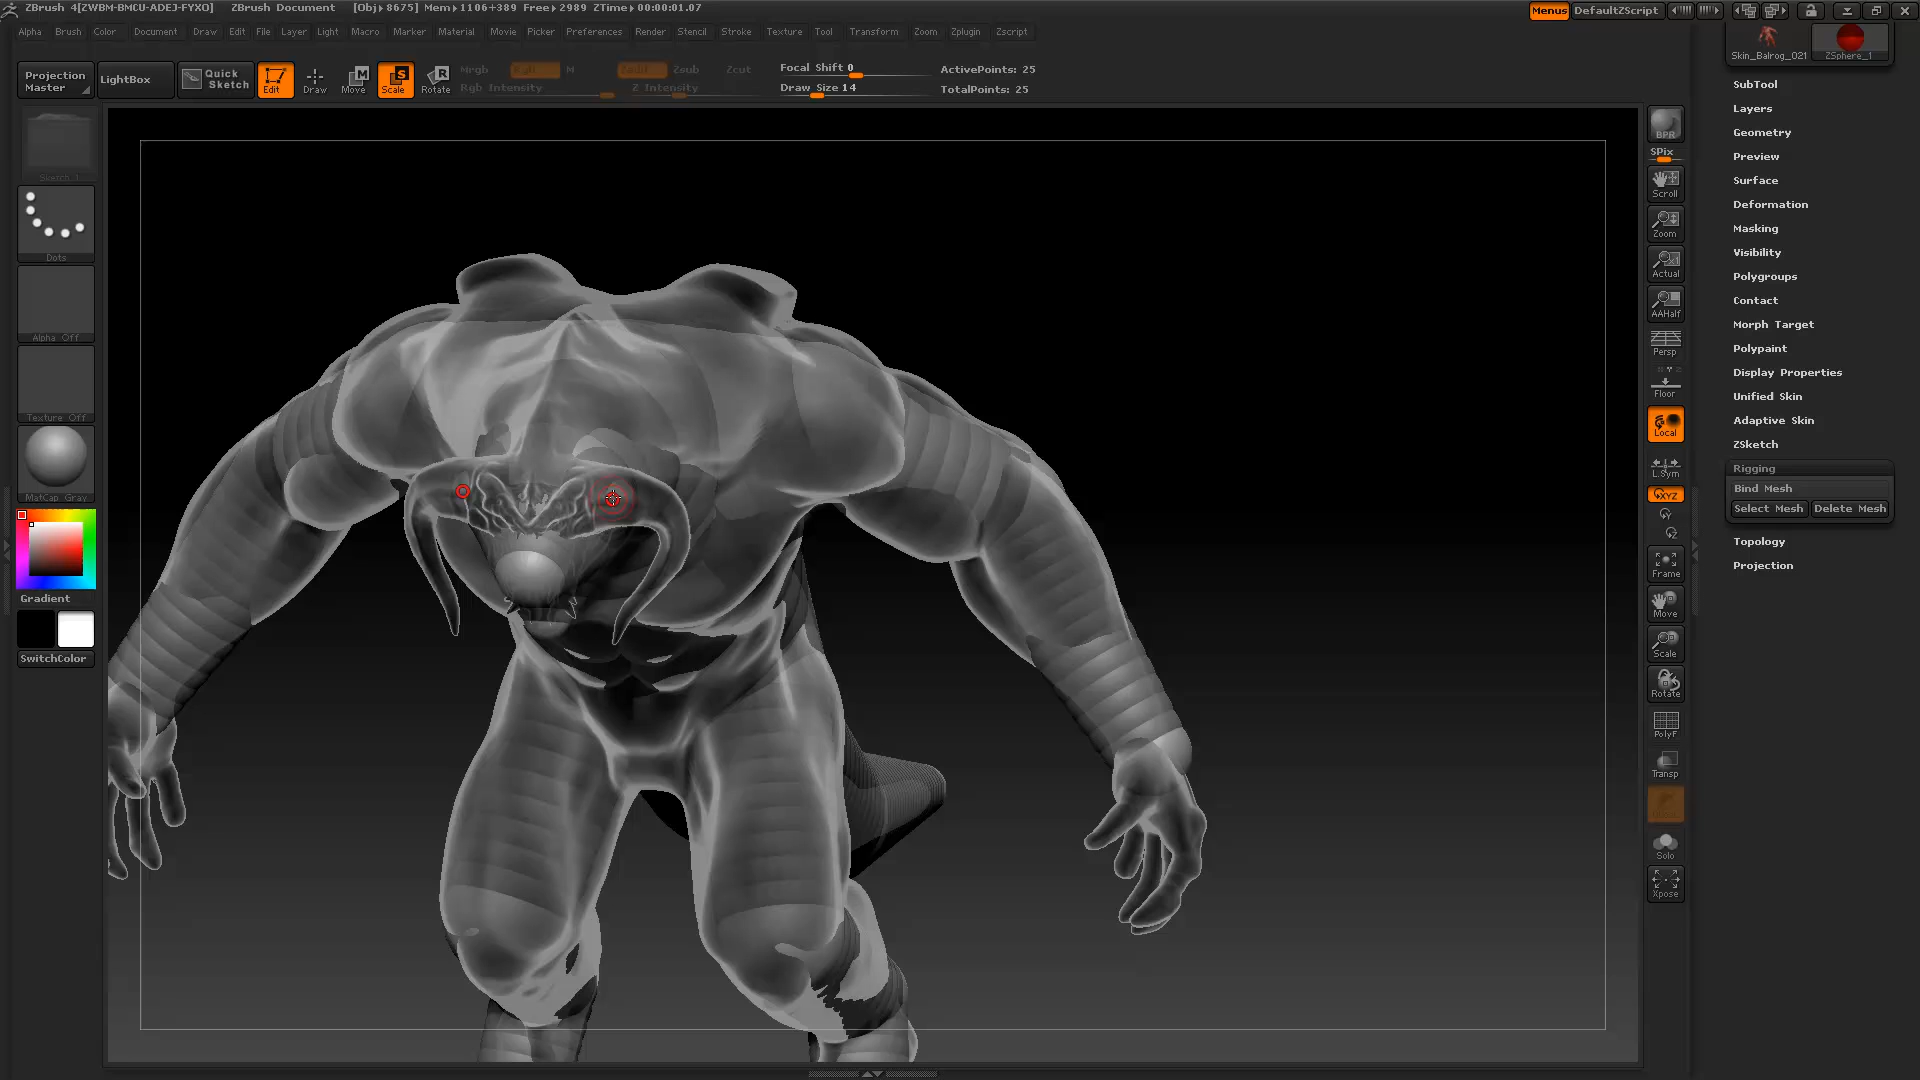 ZBrush 4[ZWBM-BMCU-ADEJ-FYXO] ZBrush Document [Obj▸8675] Mem▸1106+389 Free▸2989 ZTime▸00:00:01.07 Menus DefaultZScript
Alpha Brush Color Document Draw Edit File Layer Light Macro Marker Material Movie Picker Preferences Render Stencil Stroke Texture Tool Transform Zoom Zplugin Zscript
Projection Master LightBox Quick Sketch Edit Draw Move Scale Rotate
Mrgb Rgb M Zadd Zsub Zcut
Rgb Intensity Z Intensity
Focal Shift 0 ActivePoints: 25
Draw Size 14 TotalPoints: 25
Sketch 1
Dots
Alpha Off
Texture Off
MatCap Gray
Gradient
SwitchColor
BPR
SPix
Scroll
Zoom
Actual
AAHalf
Persp
Floor
Local
L.Sym
XYZ
Y
Z
Frame
Move
Scale
Rotate
PolyF
Transp
Solo
Xpose
Skin_Balrog_021 ZSphere_1
SubTool
Layers
Geometry
Preview
Surface
Deformation
Masking
Visibility
Polygroups
Contact
Morph Target
Polypaint
Display Properties
Unified Skin
Adaptive Skin
ZSketch
Rigging
Bind Mesh
Select Mesh Delete Mesh
Topology
Projection